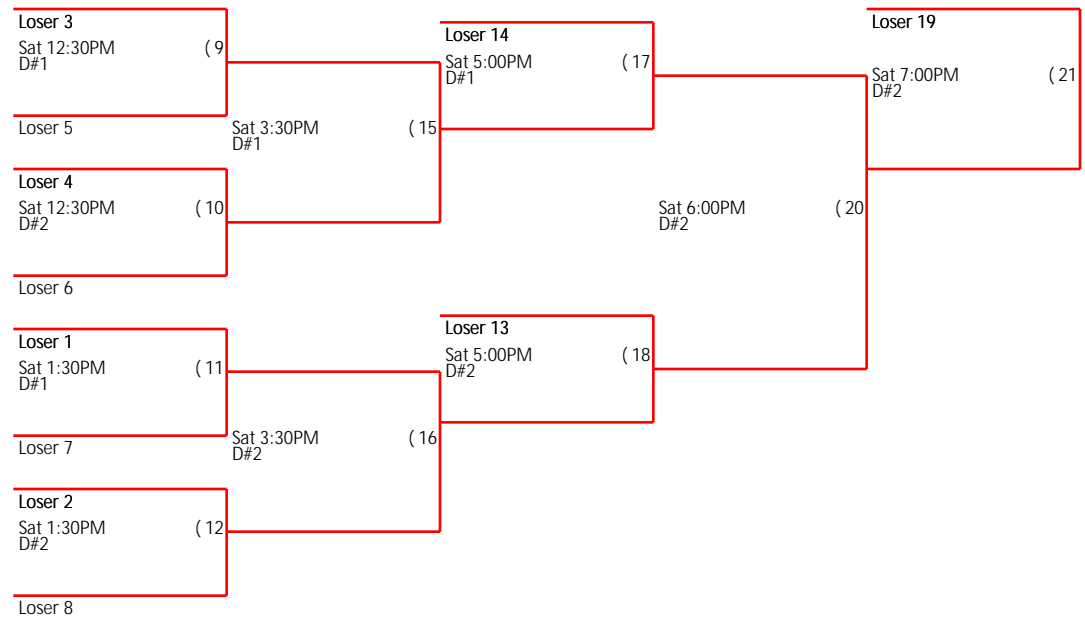 Loser 3
Sat 12:30PM ( 9
D#1
Loser 5
Sat 3:30PM ( 15
D#1
Loser 4
Sat 12:30PM ( 10
D#2
Loser 6
Loser 14
Sat 5:00PM ( 17
D#1
Loser 19
Sat 7:00PM ( 21
D#2
Sat 6:00PM ( 20
D#2
Loser 1
Sat 1:30PM ( 11
D#1
Loser 7
Sat 3:30PM ( 16
D#2
Loser 2
Sat 1:30PM ( 12
D#2
Loser 8
Loser 13
Sat 5:00PM ( 18
D#2